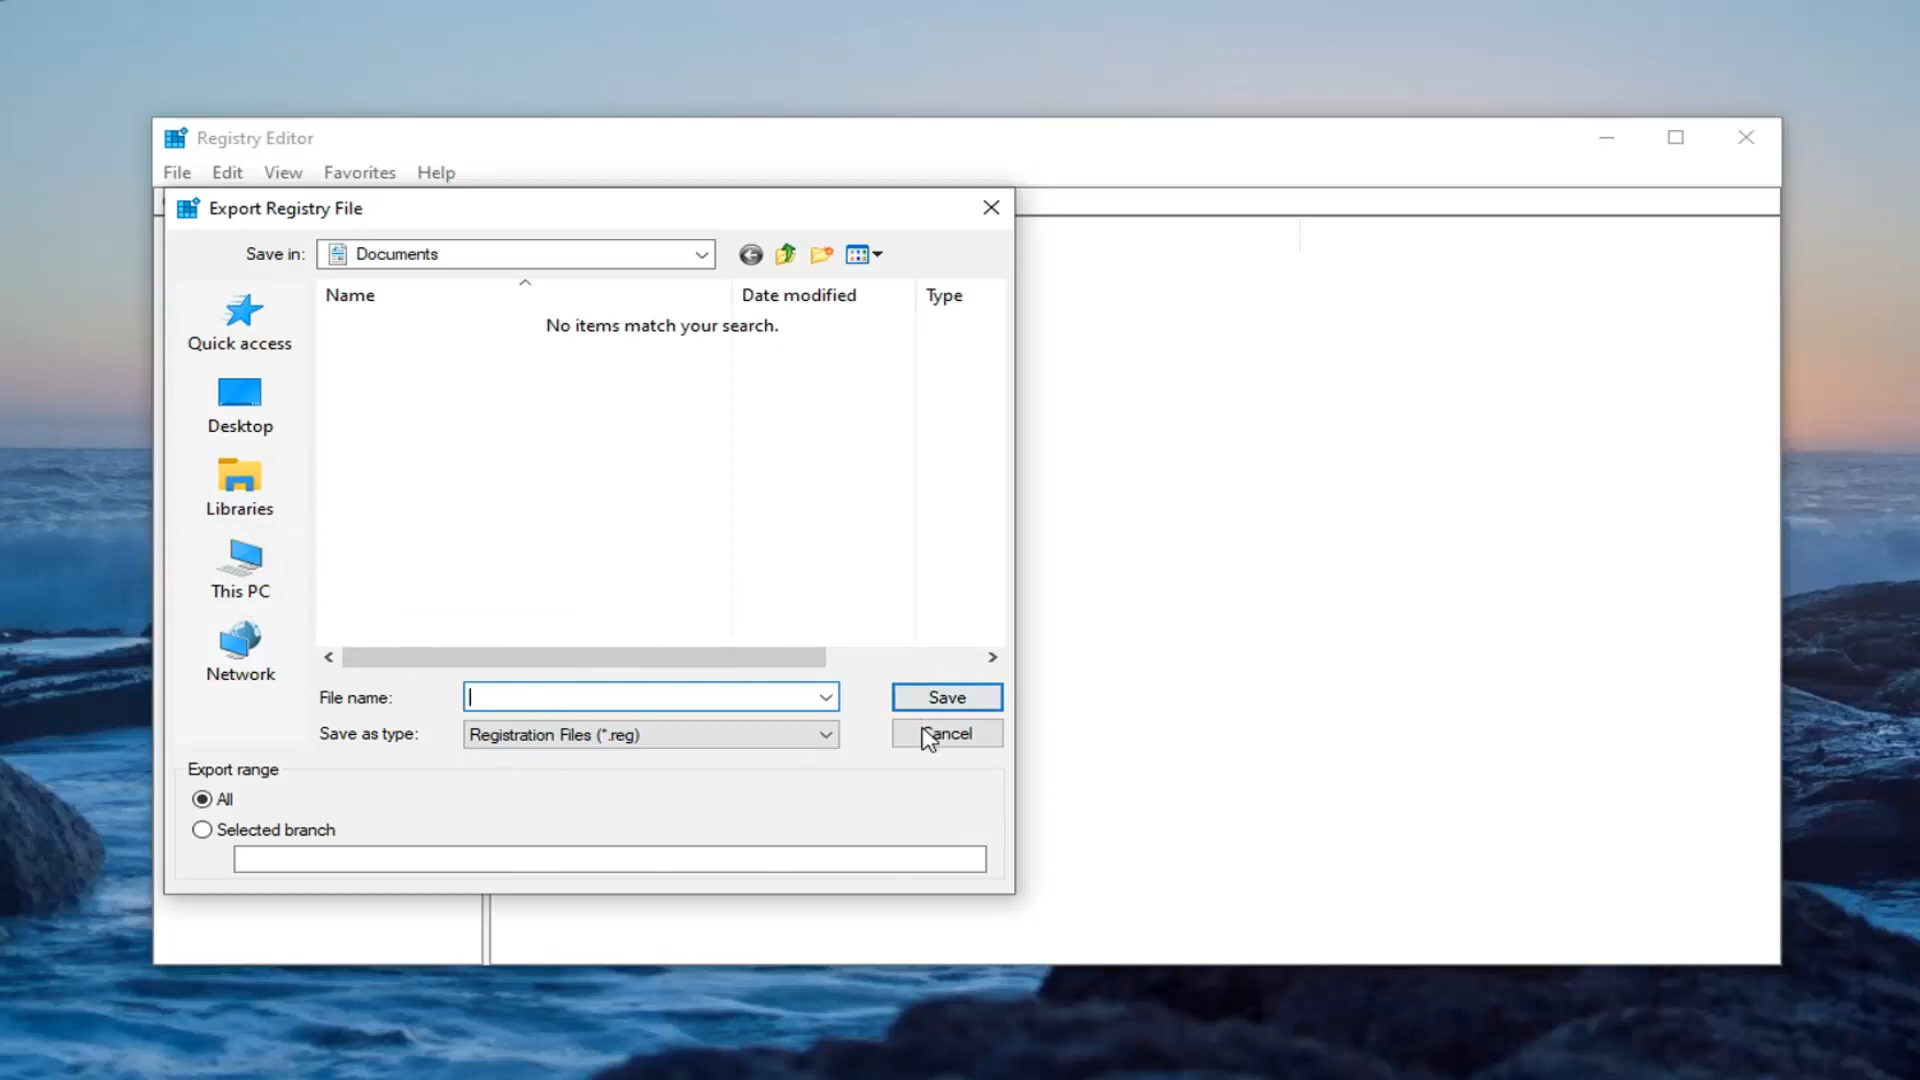 Registry Editor
File Edit View Favorites Help
Export Registry File
Save in: Documents
Name Date modified Type
No items match your search.
Quick access
Desktop
Libraries
This PC
Network
File name: Save
Save as type: Registration Files (*.reg) Cancel
Export range
All
Selected branch